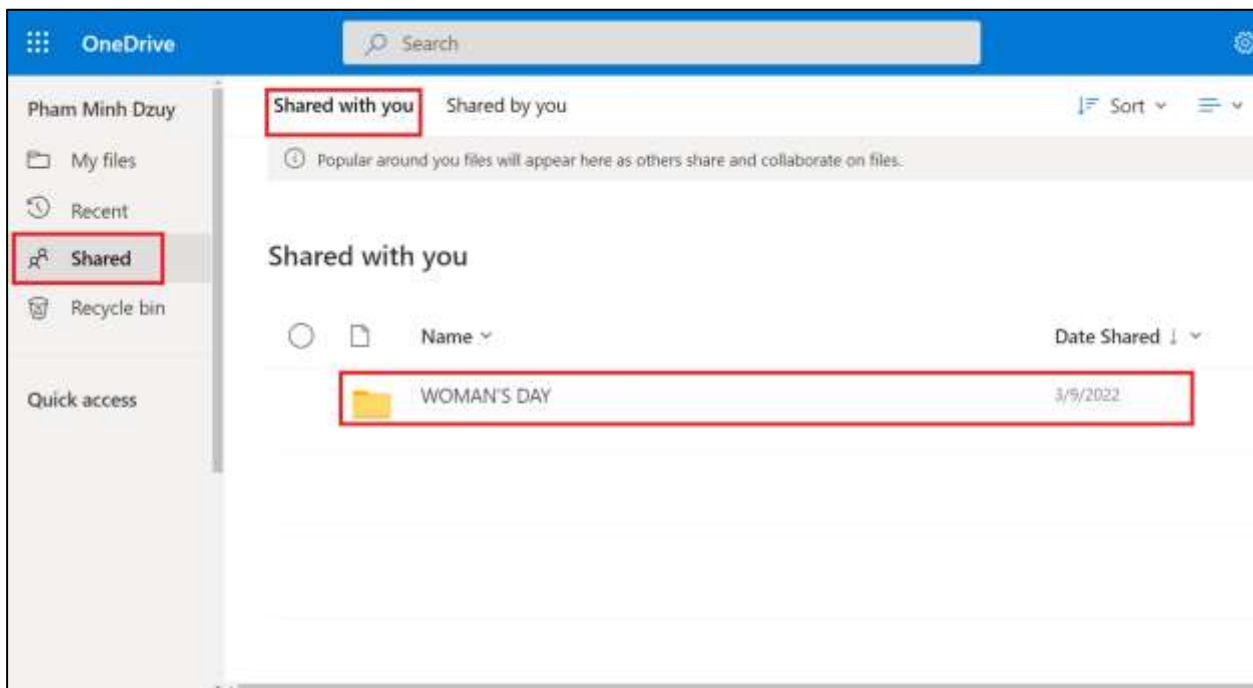 OneDrive
Search
Pham Minh Dzuy
My files
Recent
Shared
Recycle bin
Quick access
Shared with you
Shared by you
Sort
Popular around you files will appear here as others share and collaborate on files.
Shared with you
Name
Date Shared
WOMAN'S DAY
3/9/2022